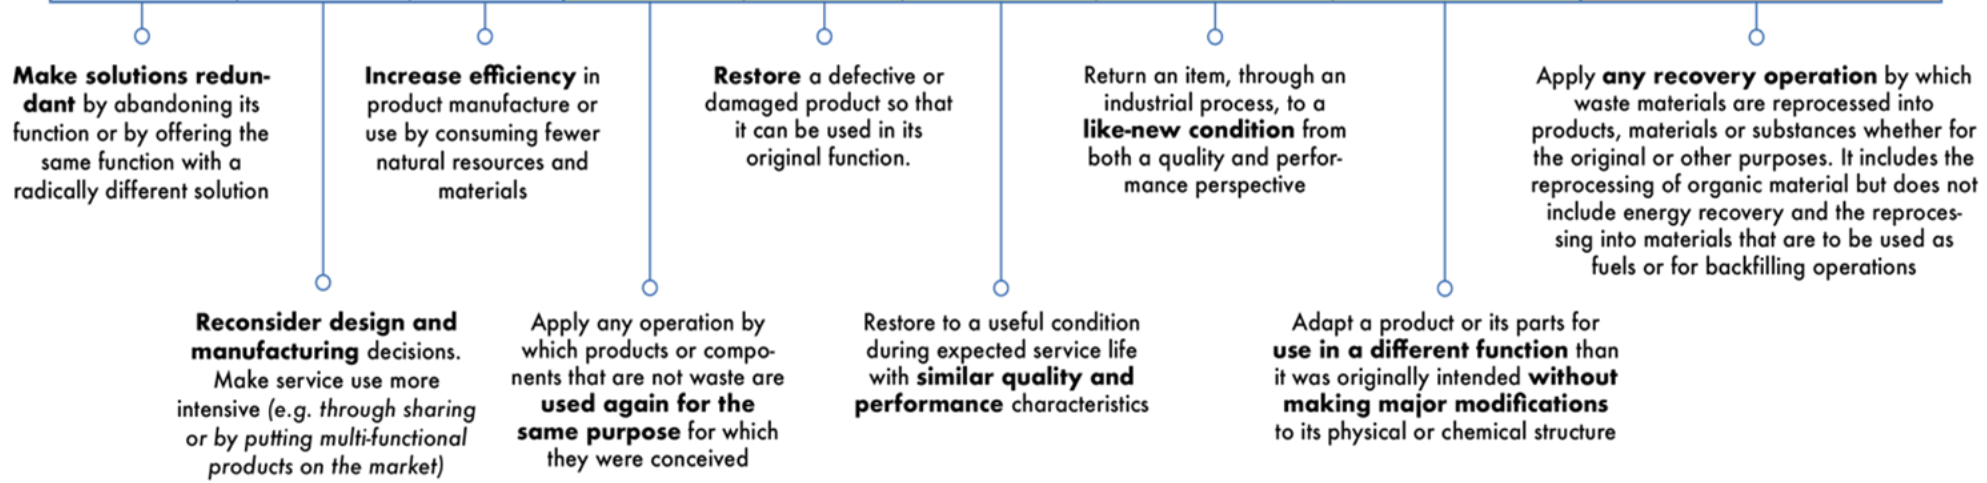 Make solutions redun-
dant by abandoning its
function or by offering the
same function with a
radically different solution
Reconsider design and
manufacturing decisions.
Make service use more
intensive (e.g. through sharing
or by putting multi-functional
products on the market)
Increase efficiency in
product manufacture or
use by consuming fewer
natural resources and
materials
Apply any operation by
which products or compo-
nents that are not waste are
used again for the
same purpose for which
they were conceived
Restore a defective or
damaged product so that
it can be used in its
original function.
Restore to a useful condition
during expected service life
with similar quality and
performance characteristics
Return an item, through an
industrial process, to a
like-new condition from
both a quality and perfor-
mance perspective
Adapt a product or its parts for
use in a different function than
it was originally intended without
making major modifications
to its physical or chemical structure
Apply any recovery operation by which
waste materials are reprocessed into
products, materials or substances whether for
the original or other purposes. It includes the
reprocessing of organic material but does not
include energy recovery and the reproces-
sing into materials that are to be used as
fuels or for backfilling operations